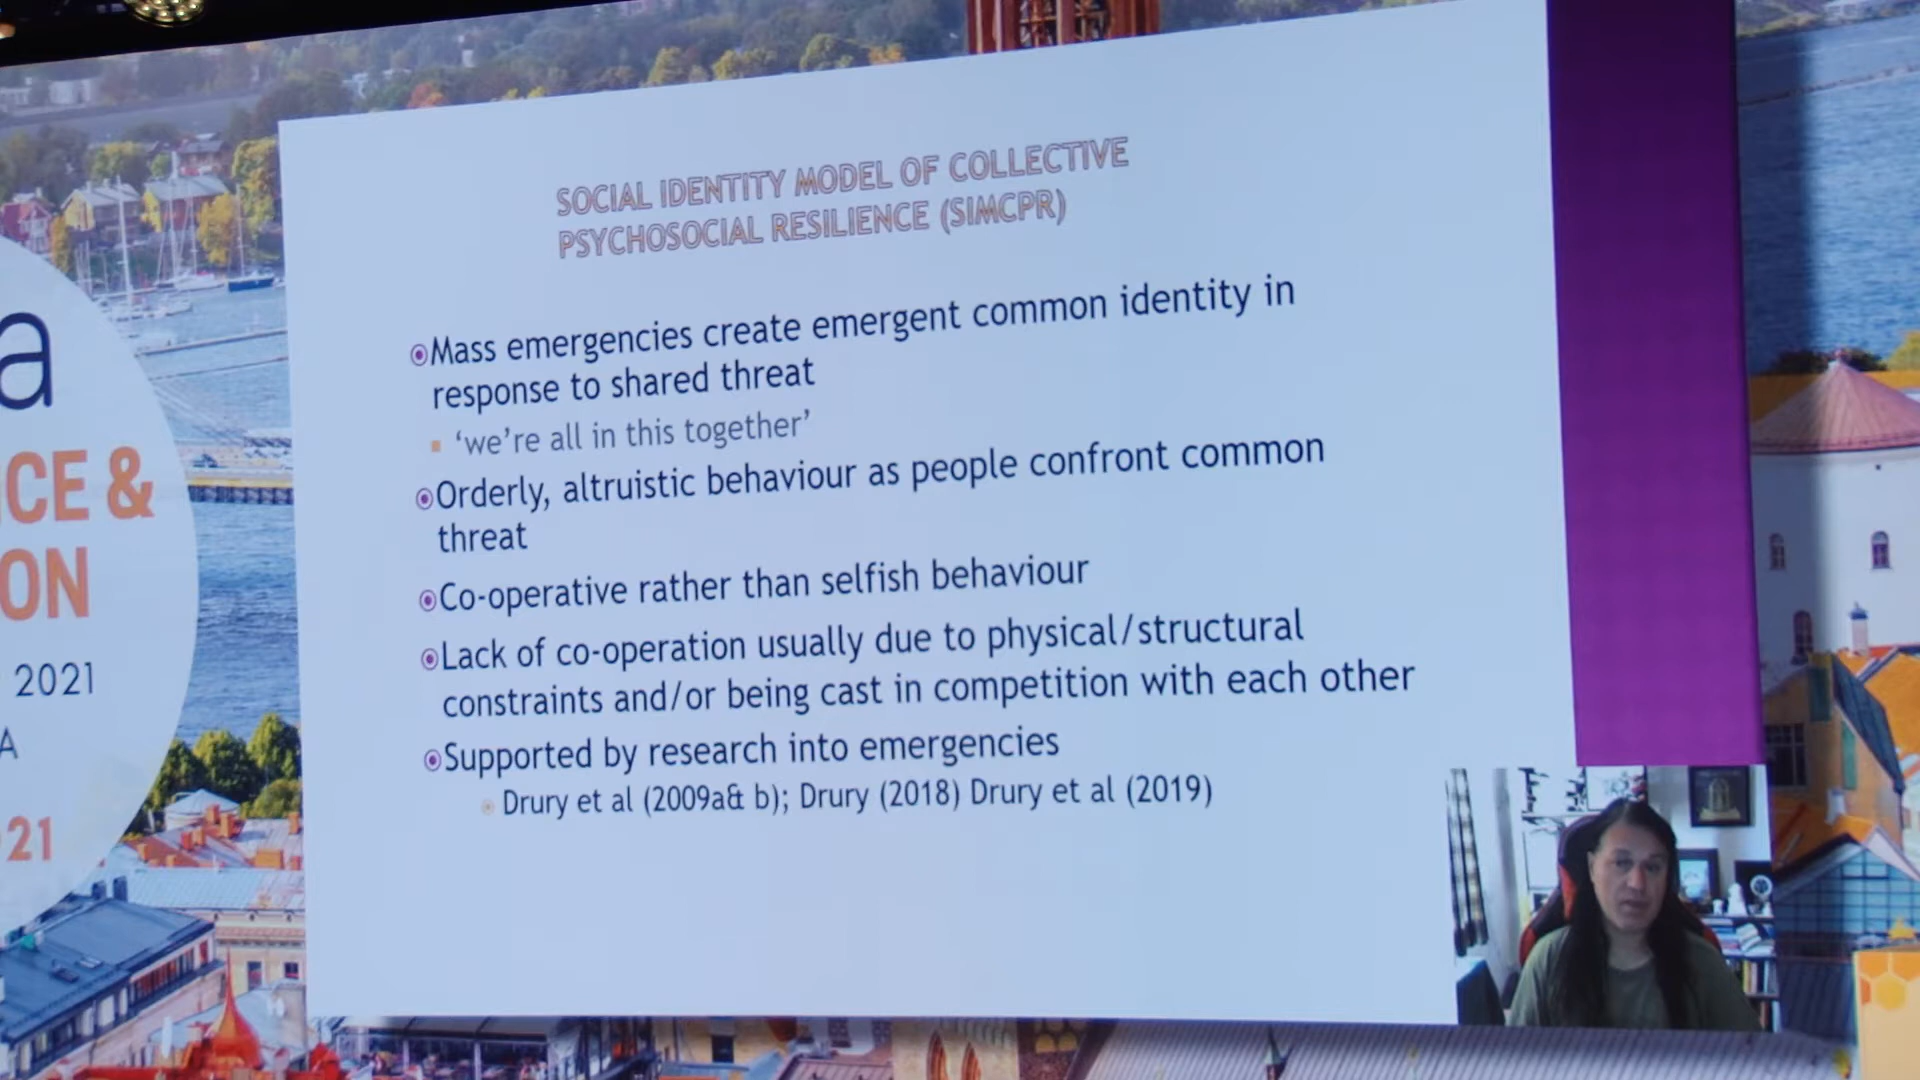 SOCIAL IDENTITY MODEL OF COLLECTIVE
PSYCHOSOCIAL RESILIENCE (SIMCPR)
Mass emergencies create emergent common identity in
response to shared threat
‘we’re all in this together’
Orderly, altruistic behaviour as people confront common
threat
Co-operative rather than selfish behaviour
Lack of co-operation usually due to physical/structural
constraints and/or being cast in competition with each other
Supported by research into emergencies
Drury et al (2009a& b); Drury (2018) Drury et al (2019)
a
CE &
ON
2021
A
21